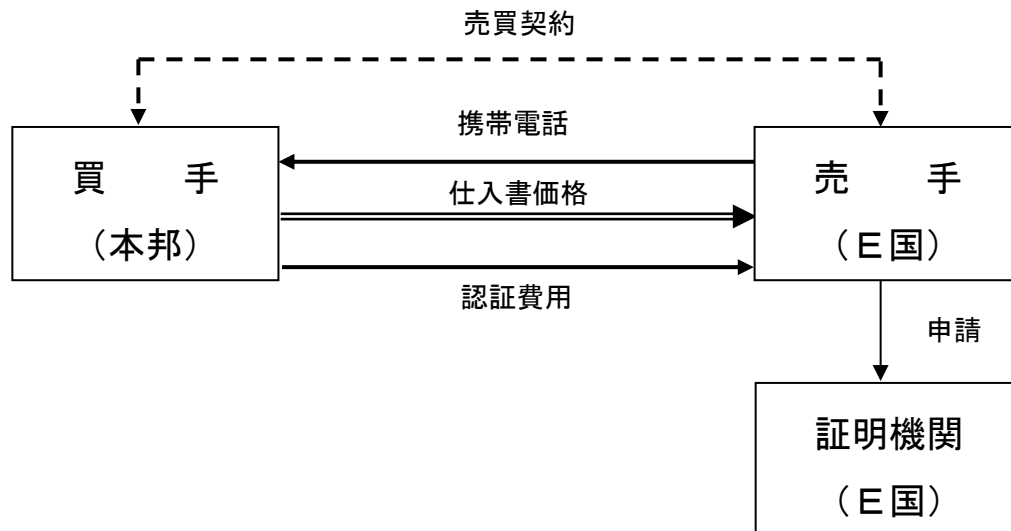 売買契約
携帯電話
買　　手
（本邦）
仕入書価格
売　　手
（Ｅ国）
認証費用
申請
証明機関
（Ｅ国）